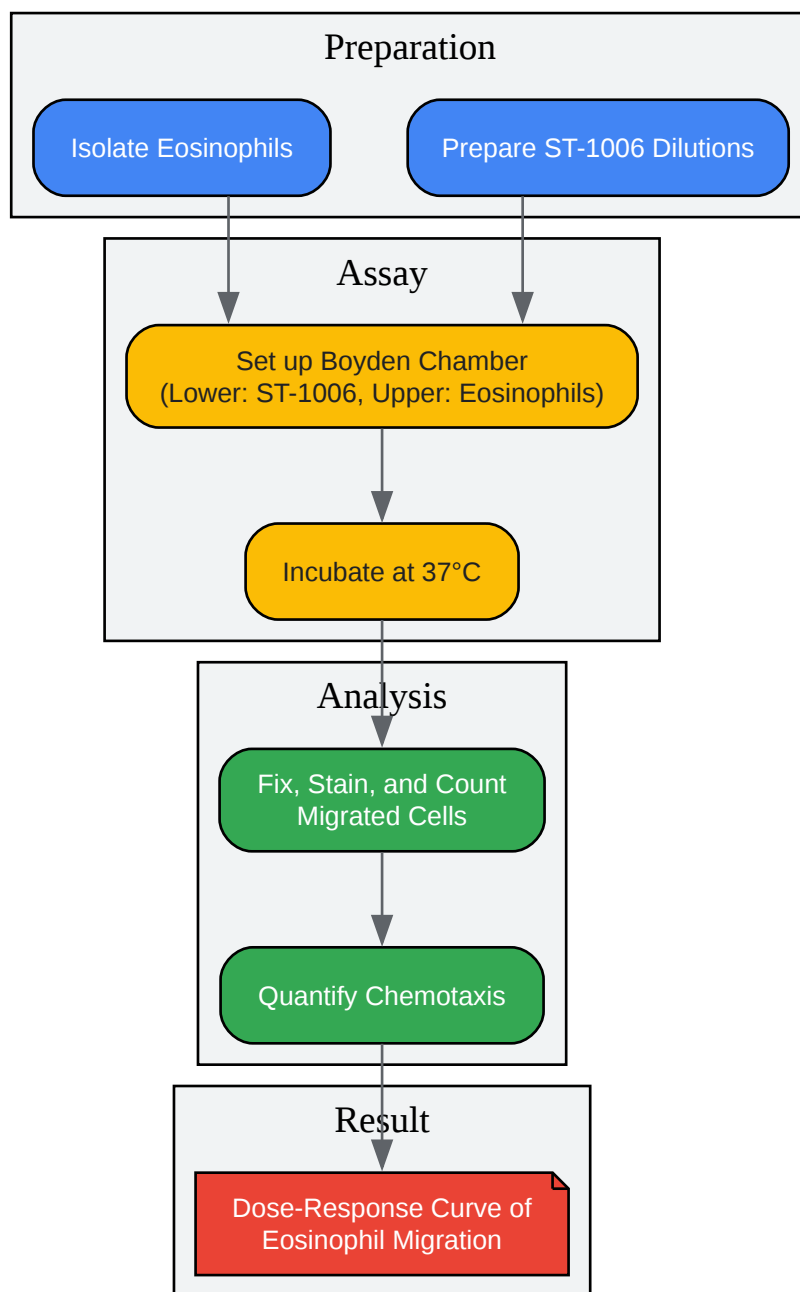 Preparation
Isolate Eosinophils
Prepare ST-1006 Dilutions
Assay
Set up Boyden Chamber
(Lower: ST-1006, Upper: Eosinophils)
Incubate at 37°C
Analysis
Fix, Stain, and Count
Migrated Cells
Quantify Chemotaxis
Result
Dose-Response Curve of
Eosinophil Migration